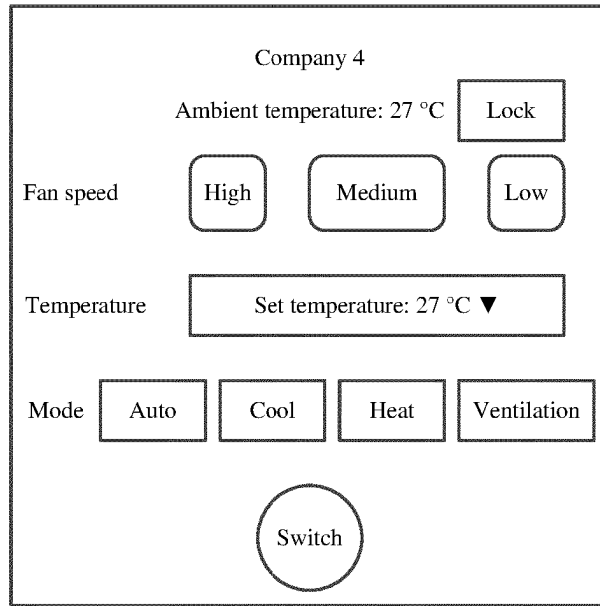 Company 4
Ambient temperature: 27 °C Lock
Fan speed High Medium Low
Temperature Set temperature: 27 °C ▼
Mode Auto Cool Heat Ventilation
Switch